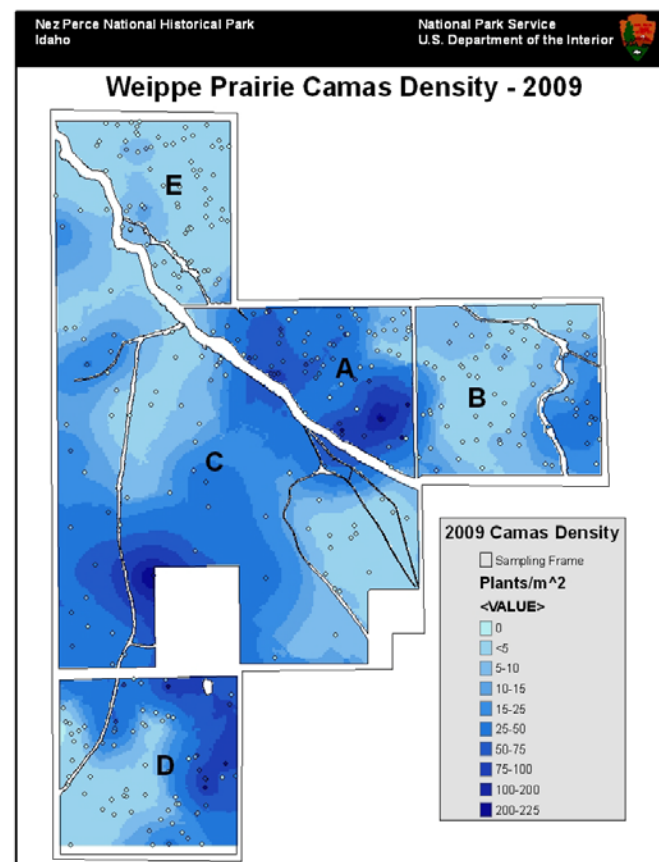 Nez Perce National Historical Park
Idaho
National Park Service
U.S. Department of the Interior
Weippe Prairie Camas Density - 2009
E
A
B
C
D
2009 Camas Density
Sampling Frame
Plants/m^2
<VALUE>
0
<5
5-10
10-15
15-25
25-50
50-75
75-100
100-200
200-225